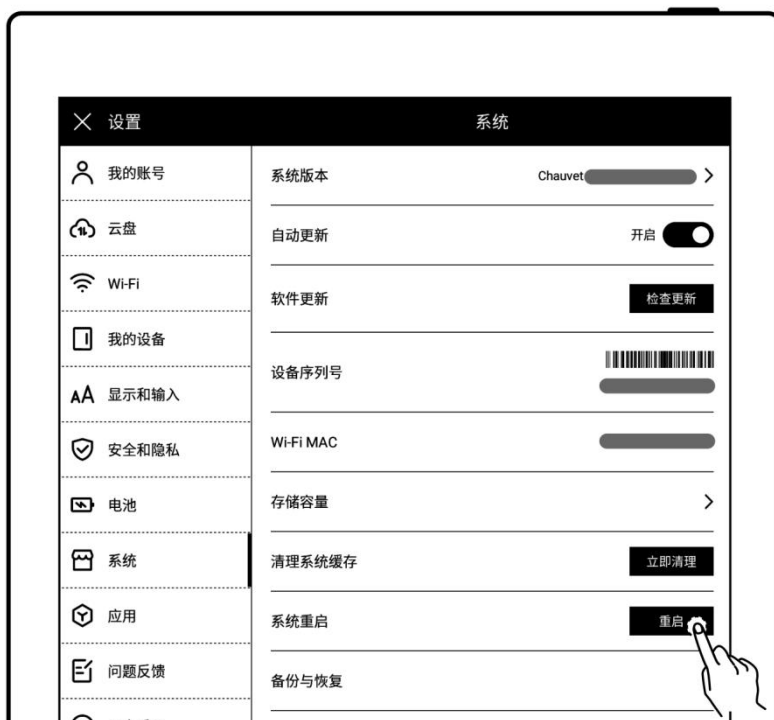 设置
系统
我的账号
云盘
Wi-Fi
我的设备
AA 显示和输入
安全和隐私
电池
系统
应用
问题反馈
系统版本 Chauvet
自动更新 开启
软件更新 检查更新
设备序列号
Wi-Fi MAC
存储容量
清理系统缓存 立即清理
系统重启 重启
备份与恢复